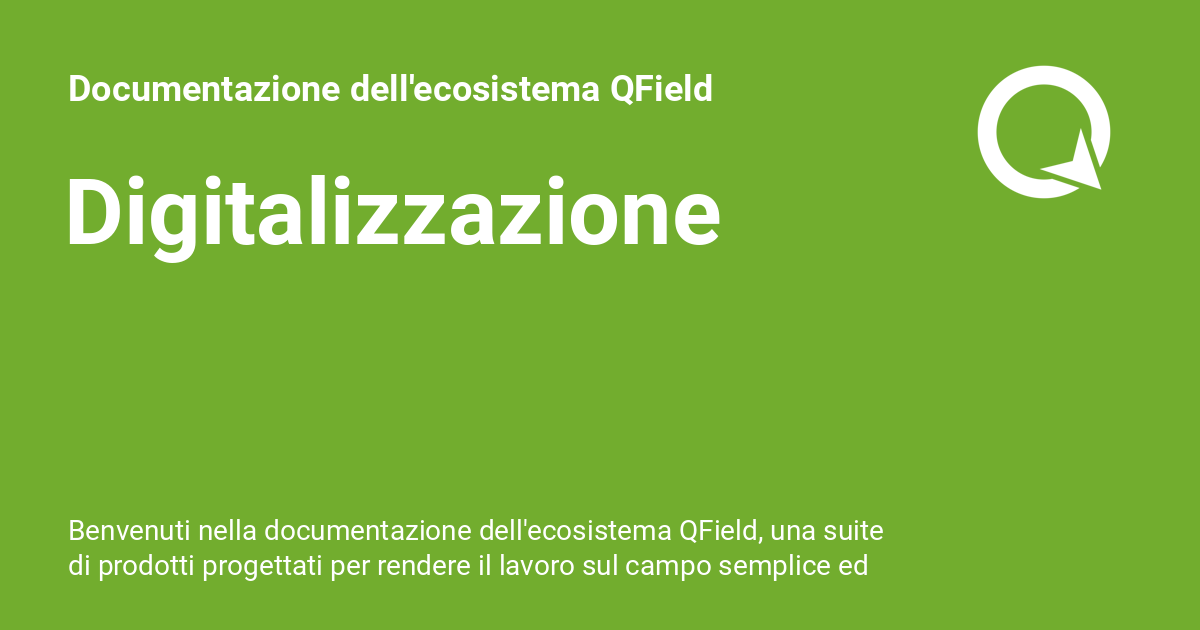 Documentazione dell'ecosistema QField
Digitalizzazione
Benvenuti nella documentazione dell'ecosistema QField, una suite
di prodotti progettati per rendere il lavoro sul campo semplice ed